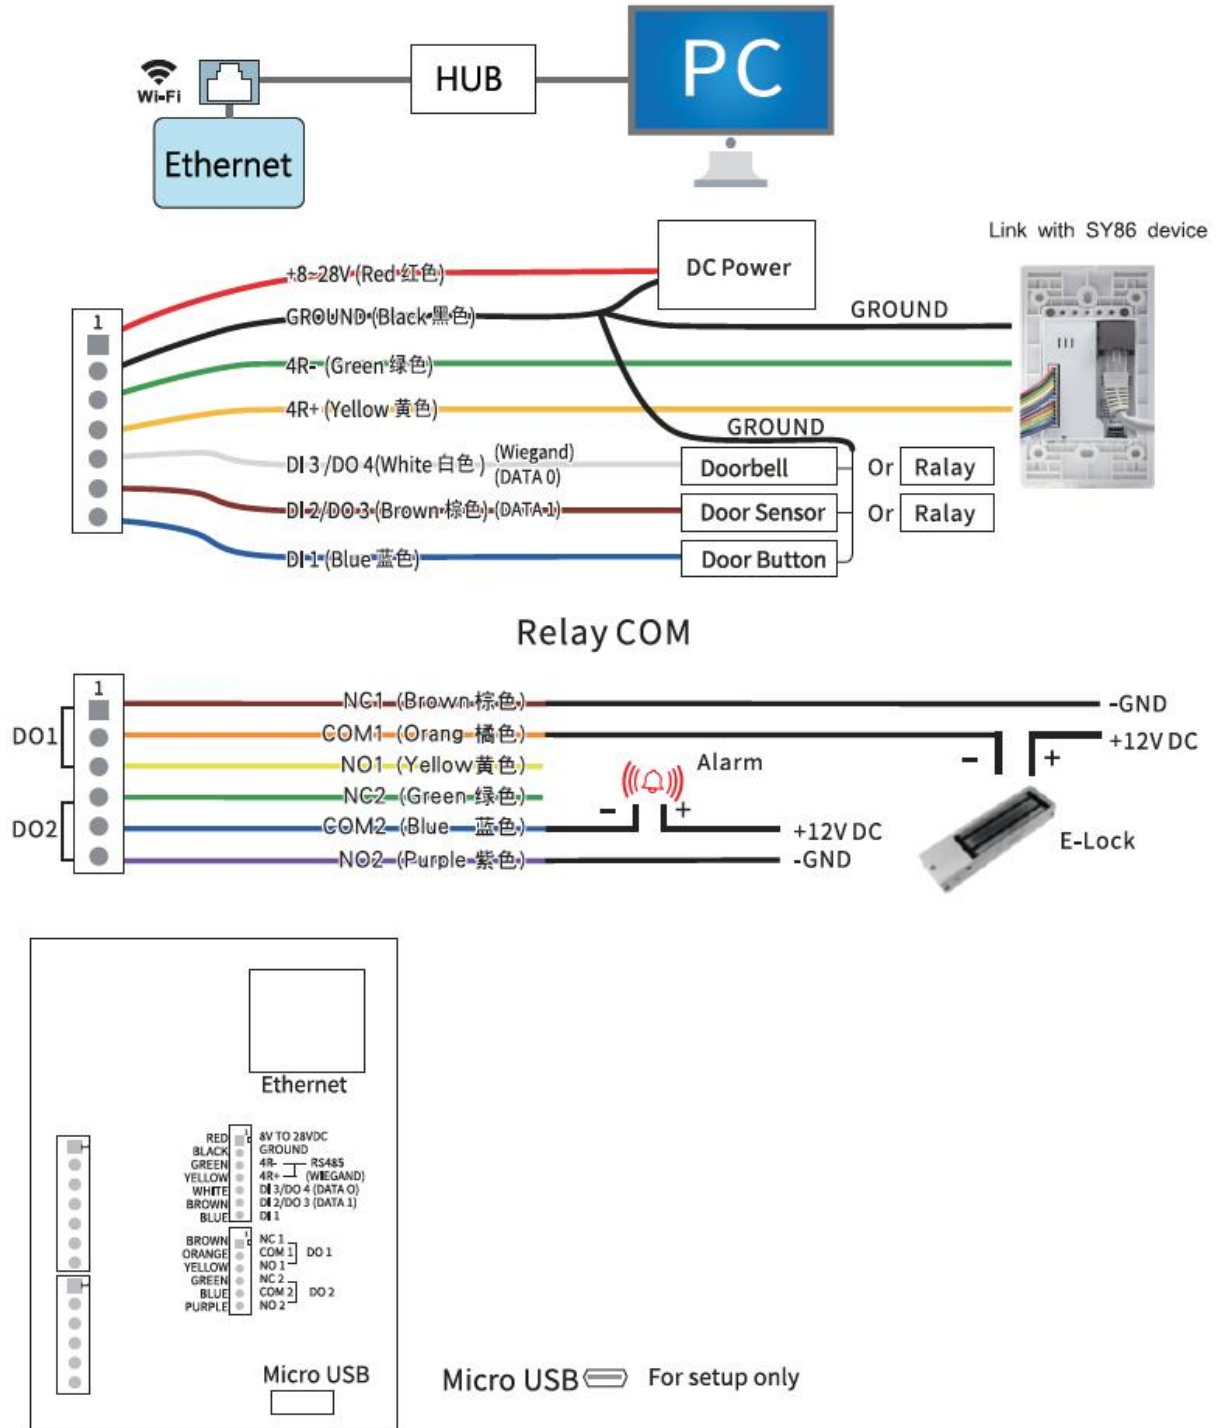 Wi-Fi
HUB
PC
Ethernet
Link with SY86 device
+8~28V (Red 红色)
DC Power
1
GROUND (Black 黑色)
GROUND
4R- (Green 绿色)
4R+ (Yellow 黄色)
GROUND
DI 3 /DO 4(White 白色) (Wiegand)
(DATA 0)
Doorbell
Or
Ralay
DI 2/DO 3 (Brown 棕色) (DATA 1)
Door Sensor
Or
Ralay
DI 1 (Blue 蓝色)
Door Button
Relay COM
1
NC1 (Brown 棕色)
-GND
DO1
COM1 (Orang 橘色)
- +
+12V DC
NO1 (Yellow 黄色)
Alarm
NC2 (Green 绿色)
DO2
COM2 (Blue 蓝色)
- +
+12V DC
E-Lock
NO2 (Purple 紫色)
-GND
Ethernet
RED 1 8V TO 28VDC
BLACK GROUND
GREEN 4R- RS485
YELLOW 4R+ (WIEGAND)
WHITE DI 3/DO 4 (DATA O)
BROWN DI 2/DO 3 (DATA 1)
BLUE DI 1
BROWN 1 NC 1
ORANGE COM 1 DO 1
YELLOW NO 1
GREEN NC 2
BLUE COM 2 DO 2
PURPLE NO 2
Micro USB
Micro USB For setup only